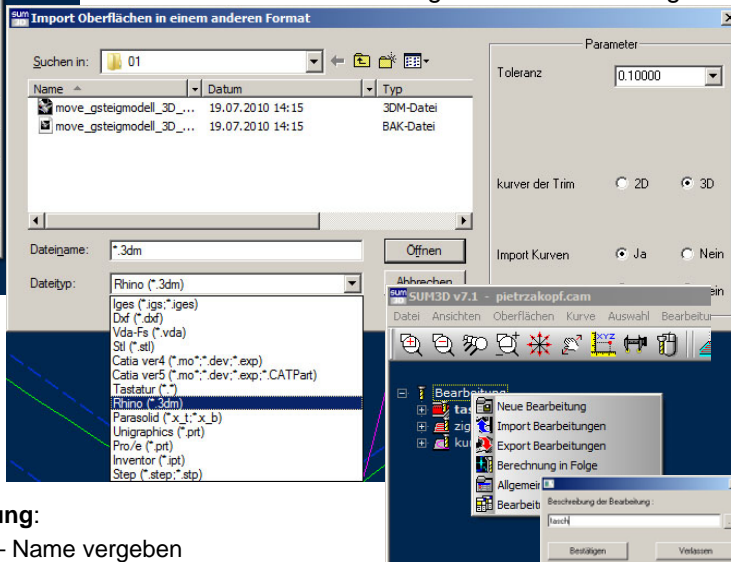 Import Oberflächen in einem anderen Format
Suchen in:
01
Name
Datum
Typ
move_gsteigmodell_3D_...
19.07.2010 14:15
3DM-Datei
move_gsteigmodell_3D_...
19.07.2010 14:15
BAK-Datei
Dateiname:
*.3dm
Öffnen
Dateityp:
Rhino (*.3dm)
Abbrechen
Iges (*.igs;*.iges)
Dxf (*.dxf)
Vda-Fs (*.vda)
Stl (*.stl)
Catia ver4 (*.mo*;*.dev;*.exp)
Catia ver5 (*.mo*;*.dev;*.exp;*.CATPart)
Tastatur (*.*)
Rhino (*.3dm)
Parasolid (*.x_t;*.x_b)
Unigraphics (*.prt)
Pro/e (*.prt)
Inventor (*.ipt)
Step (*.step;*.stp)
Parameter
Toleranz
0.10000
kurver der Trim
2D
3D
Import Kurven
Ja
Nein
ein
SUM3D v7.1 - pietrzakopf.cam
Datei Ansichten Oberflächen Kurve Auswahl Bearbeitur
XYZ
Bearbeitung
tas
zig
kur
Neue Bearbeitung
Import Bearbeitungen
Export Bearbeitungen
Berechnung in Folge
Allgemein
Bearbeitu
Beschreibung der Bearbeitung :
tasch
Bestätigen
Verlassen
ung:
– Name vergeben